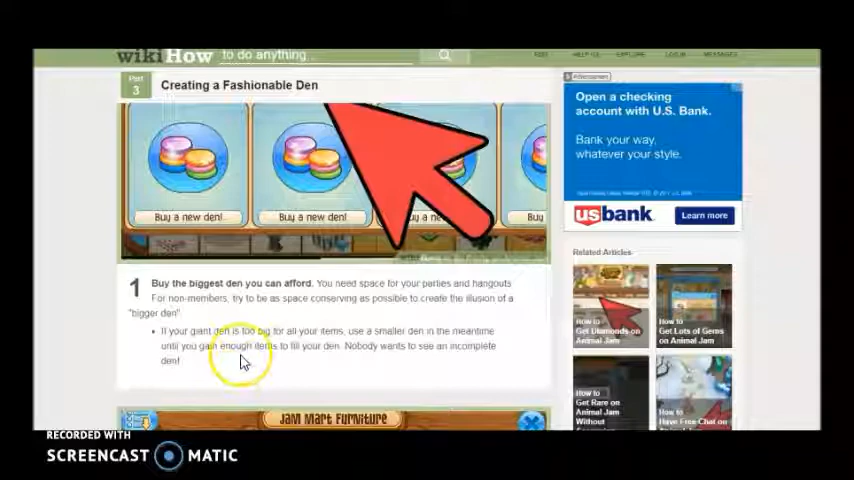 wikiHow to do anything...
EXPLORE LOG IN MESSAGES
Part
3
Creating a Fashionable Den
Buy a new den! Buy a new den!
1 Buy the biggest den you can afford. You need space for your parties and hangouts
For non-members, try to be as space conserving as possible to create the illusion of a
"bigger den"
• If your giant den is too big for all your items, use a smaller den in the meantime
until you gain enough items to fill your den. Nobody wants to see an incomplete
den!
Jam Mart Furniture
Advertisement
Open a checking
account with U.S. Bank.
Bank your way,
whatever your style.
usbank Learn more
Related Articles
How to
Get Diamonds on
Animal Jam
How to
Get Lots of Gems
on Animal Jam
How to
Get Rare on
Animal Jam
Without
How to
Have Free Chat on
RECORDED WITH
SCREENCAST MATIC